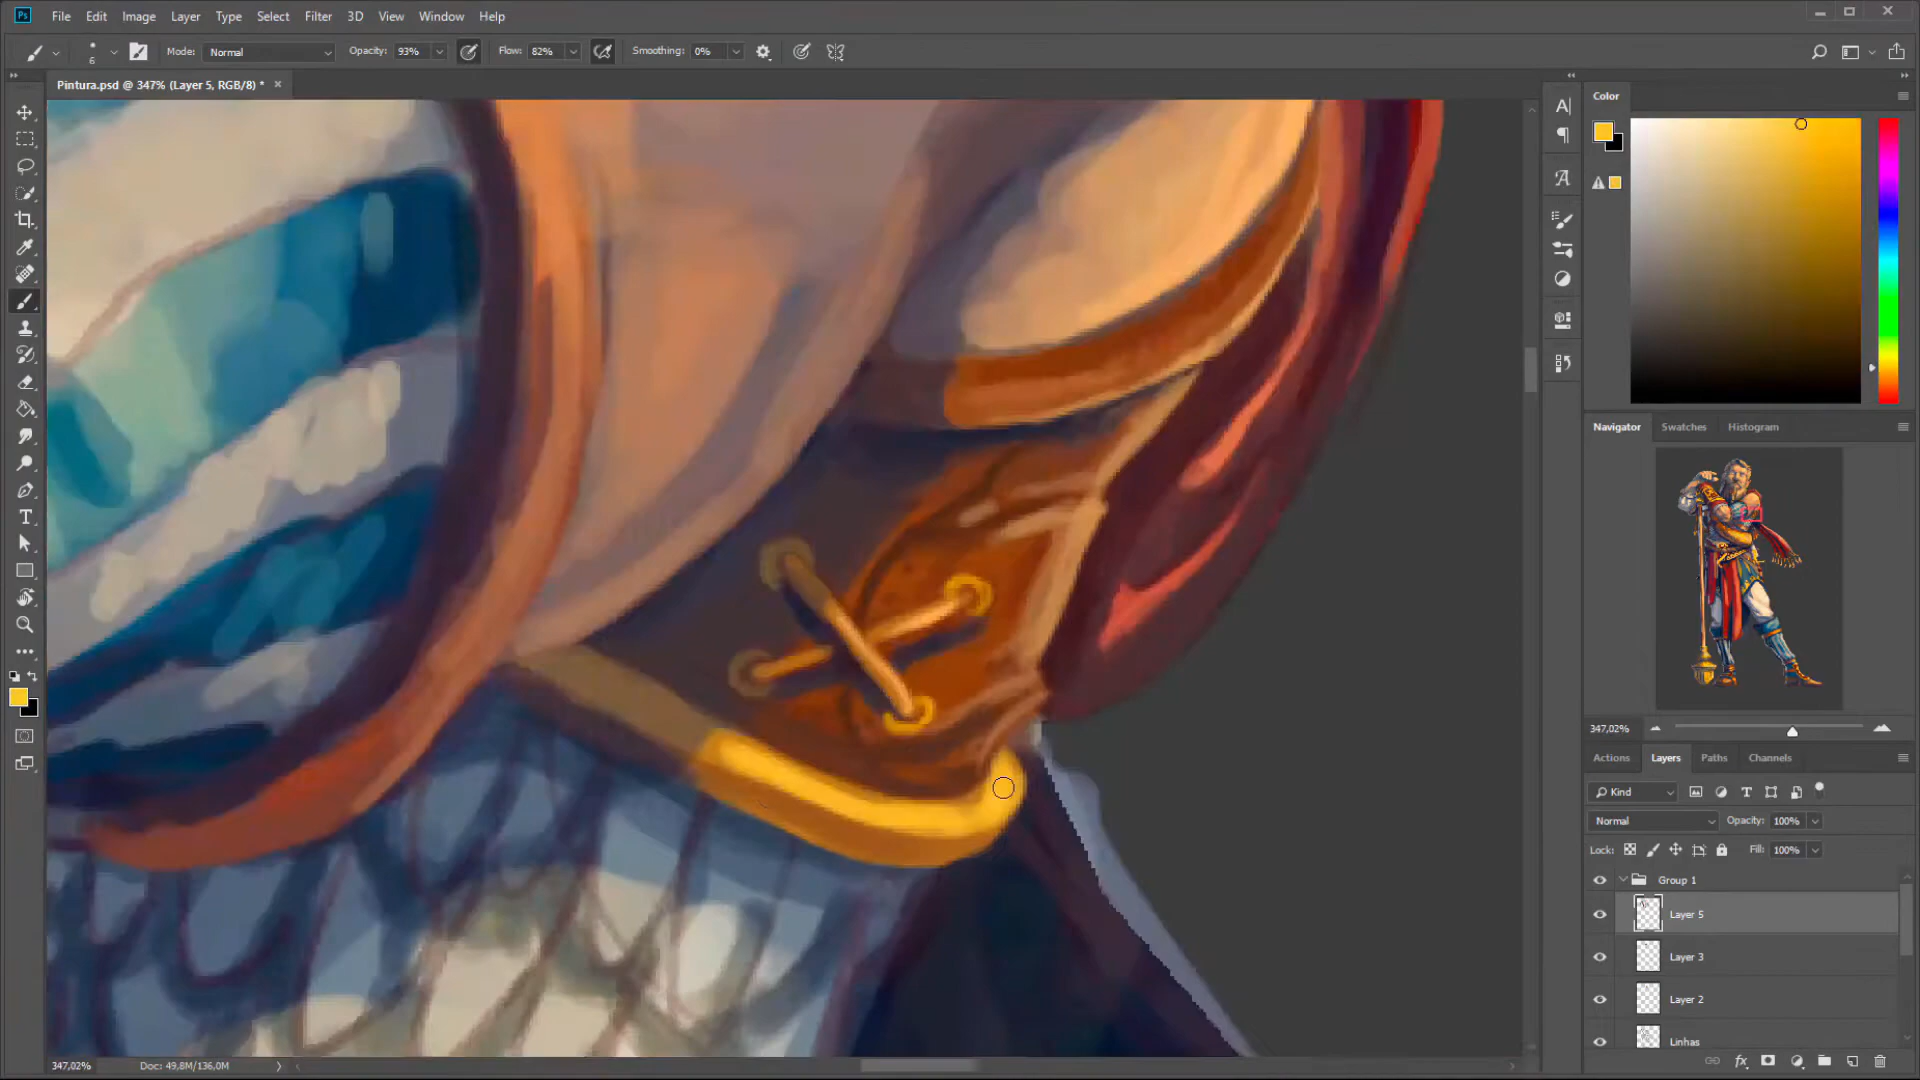 Ps File Edit Image Layer Type Select Filter 3D View Window Help
6 Mode: Normal Opacity: 93% Flow: 82% Smoothing: 0%
Pintura.psd @ 347% (Layer 5, RGB/8) * ×
Color
Navigator Swatches Histogram
347,02%
Actions Layers Paths Channels
Kind
Normal Opacity: 100%
Lock: Fill: 100%
Group 1
Layer 5
Layer 3
Layer 2
Linhas
347,02% Doc: 49,8M/136,0M